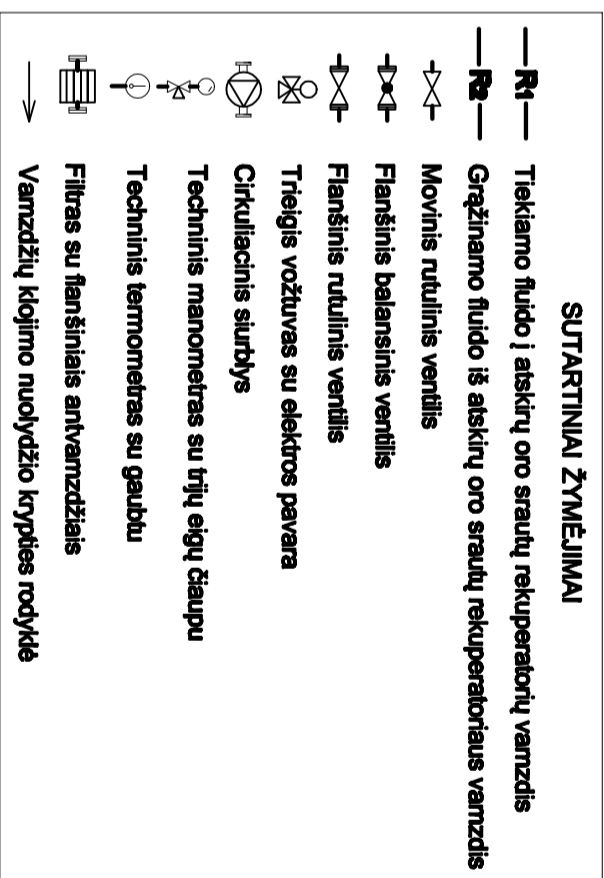 SUTARTINIAI ŽYMĖJIMAI
R1 Tiekiamo fluido į atskirų oro srautų rekuperatorių vamzdis
R2 Grąžinamo fluido iš atskirų oro srautų rekuperatoriaus vamzdis
Movinis rutulinis ventilis
Flanšinis balansinis ventilis
Flanšinis rutulinis ventilis
Trieigis vožtuvas su elektros pavara
Cirkuliacinis siurblys
Techninis manometras su trijų eigų čiaupu
Techninis termometras su gaubtu
Filtras su flanšiniais antvamzdžiais
Vamzdžių klojimo nuolydžio krypties rodyklė